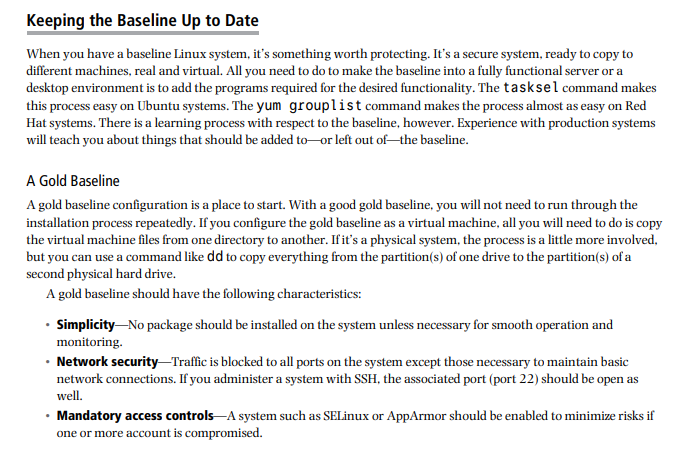 Keeping the Baseline Up to Date
When you have a baseline Linux system, it's something worth protecting. It's a secure system, ready to copy to
different machines, real and virtual. All you need to do to make the baseline into a fully functional server or a
desktop environment is to add the programs required for the desired functionality. The tasksel command makes
this process easy on Ubuntu systems. The yum grouplist command makes the process almost as easy on Red
Hat systems. There is a learning process with respect to the baseline, however. Experience with production systems
will teach you about things that should be added to—or left out of—the baseline.
A Gold Baseline
A gold baseline configuration is a place to start. With a good gold baseline, you will not need to run through the
installation process repeatedly. If you configure the gold baseline as a virtual machine, all you will need to do is copy
the virtual machine files from one directory to another. If it's a physical system, the process is a little more involved,
but you can use a command like dd to copy everything from the partition(s) of one drive to the partition(s) of a
second physical hard drive.
A gold baseline should have the following characteristics:
• Simplicity—No package should be installed on the system unless necessary for smooth operation and
monitoring.
• Network security—Traffic is blocked to all ports on the system except those necessary to maintain basic
network connections. If you administer a system with SSH, the associated port (port 22) should be open as
well.
• Mandatory access controls—A system such as SELinux or AppArmor should be enabled to minimize risks if
one or more account is compromised.